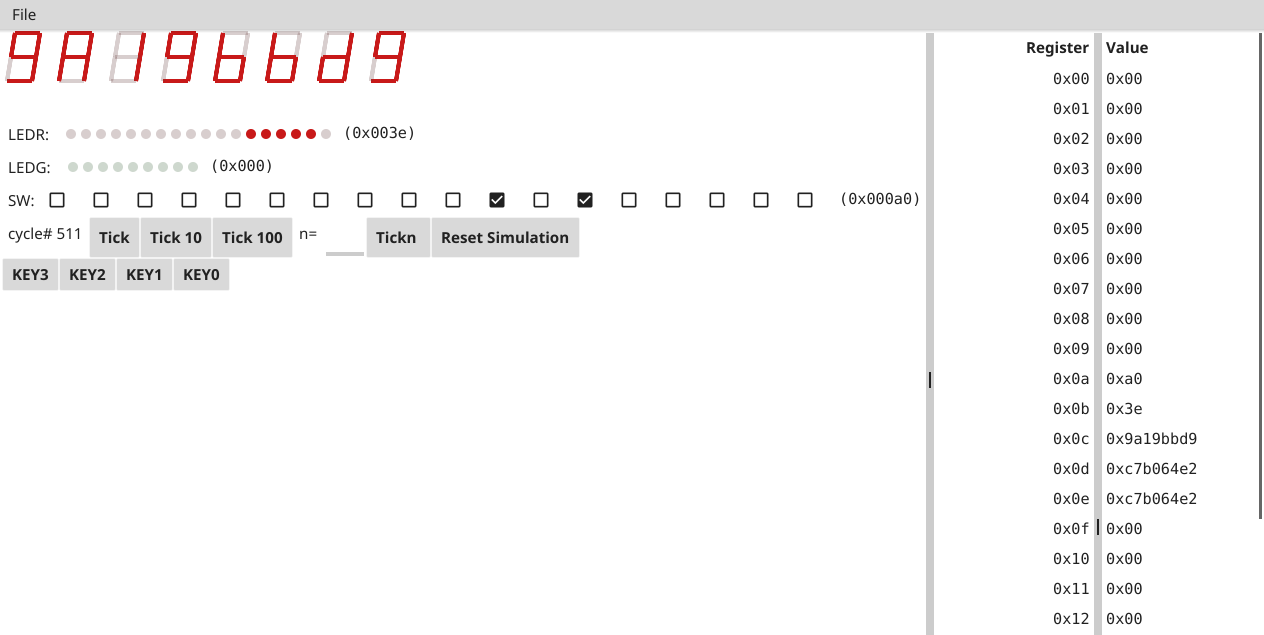 File
9A19bbd9
LEDR: (0x003e)
LEDG: (0x000)
SW: (0x000a0)
cycle# 511 Tick Tick 10 Tick 100 n= Tickn Reset Simulation
KEY3 KEY2 KEY1 KEY0
Register Value
0x00 0x00
0x01 0x00
0x02 0x00
0x03 0x00
0x04 0x00
0x05 0x00
0x06 0x00
0x07 0x00
0x08 0x00
0x09 0x00
0x0a 0xa0
0x0b 0x3e
0x0c 0x9a19bbd9
0x0d 0xc7b064e2
0x0e 0xc7b064e2
0x0f 0x00
0x10 0x00
0x11 0x00
0x12 0x00